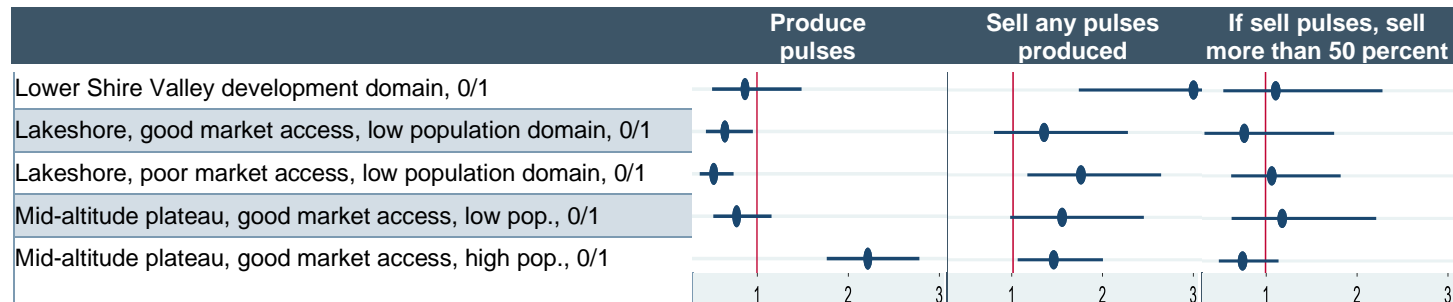 Produce pulses
Sell any pulses produced
If sell pulses, sell more than 50 percent
Lower Shire Valley development domain, 0/1
Lakeshore, good market access, low population domain, 0/1
Lakeshore, poor market access, low population domain, 0/1
Mid-altitude plateau, good market access, low pop., 0/1
Mid-altitude plateau, good market access, high pop., 0/1
1 2 3 1 2 3 1 2 3